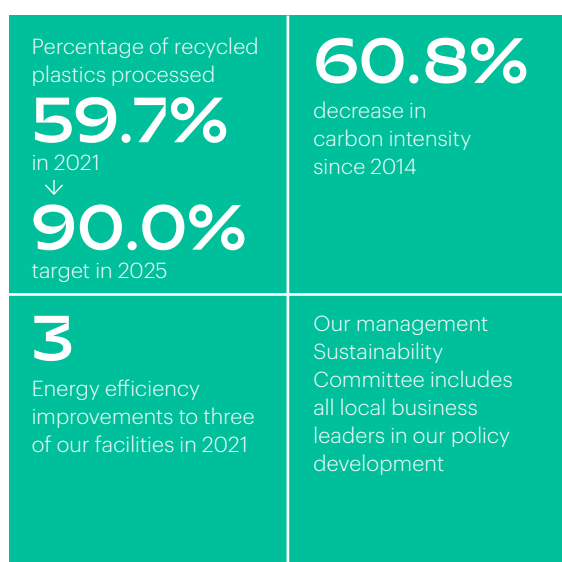 Percentage of recycled
plastics processed
59.7%
in 2021
↓
90.0%
target in 2025
60.8%
decrease in
carbon intensity
since 2014
3
Energy efficiency
improvements to three
of our facilities in 2021
Our management
Sustainability
Committee includes
all local business
leaders in our policy
development